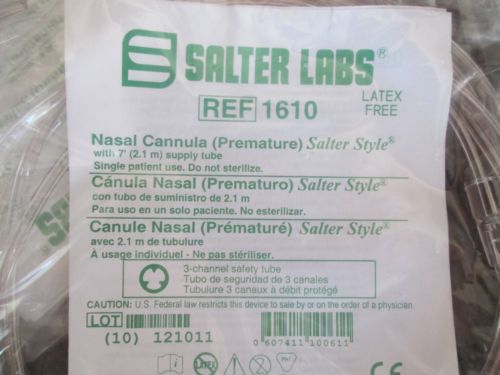 SALTER LABS®
REF 1610
LATEX
FREE
Nasal Cannula (Premature) Salter Style®
with 7' (2.1 m) supply tube
Single patient use. Do not sterilize.
Cánula Nasal (Prematuro) Salter Style®
con tubo de suministro de 2.1 m
Para uso en un solo paciente. No esterilizar.
Canule Nasal (Prématuré) Salter Style®
avec 2.1 m de tubulure
À usage individuel - Ne pas stériliser.
3-channel safety tube
Tubo de seguridad de 3 canales
Tubulure 3 canaux à débit protégé
CAUTION: U.S. Federal law restricts this device to sale by or on the order of a physician.
LOT
(10) 121011
0 607411 100611
LATEX
CE
SALTER